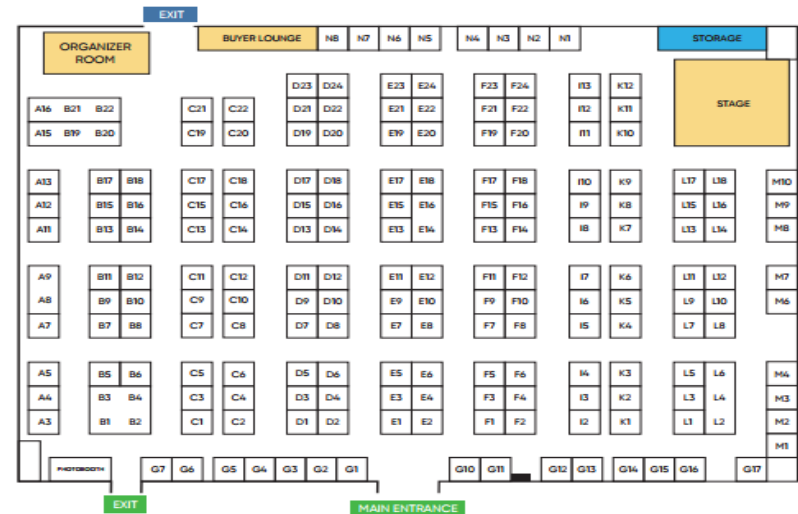 EXIT
ORGANIZER ROOM
BUYER LOUNGE N8 N7 N6 N5 N4 N3 N2 N1 STORAGE
D23 D24 E23 E24 F23 F24 I13 K12 STAGE
A16 B21 B22 C21 C22 D21 D22 E21 E22 F21 F22 I12 K11
A15 B19 B20 C19 C20 D19 D20 E19 E20 F19 F20 I11 K10
A13 B17 B18 C17 C18 D17 D18 E17 E18 F17 F18 I10 K9 L17 L18 M10
A12 B15 B16 C15 C16 D15 D16 E15 E16 F15 F16 I9 K8 L15 L16 M9
A11 B13 B14 C13 C14 D13 D14 E13 E14 F13 F14 I8 K7 L13 L14 M8
A9 B11 B12 C11 C12 D11 D12 E11 E12 F11 F12 I7 K6 L11 L12 M7
A8 B9 B10 C9 C10 D9 D10 E9 E10 F9 F10 I6 K5 L9 L10 M6
A7 B7 B8 C7 C8 D7 D8 E7 E8 F7 F8 I5 K4 L7 L8
A5 B5 B6 C5 C6 D5 D6 E5 E6 F5 F6 I4 K3 L5 L6 M4
A4 B3 B4 C3 C4 D3 D4 E3 E4 F3 F4 I3 K2 L3 L4 M3
A3 B1 B2 C1 C2 D1 D2 E1 E2 F1 F2 I2 K1 L1 L2 M2
M1
PHOTOBOOTH G7 G6 G5 G4 G3 G2 G1 G10 G11 G12 G13 G14 G15 G16 G17
EXIT MAIN ENTRANCE